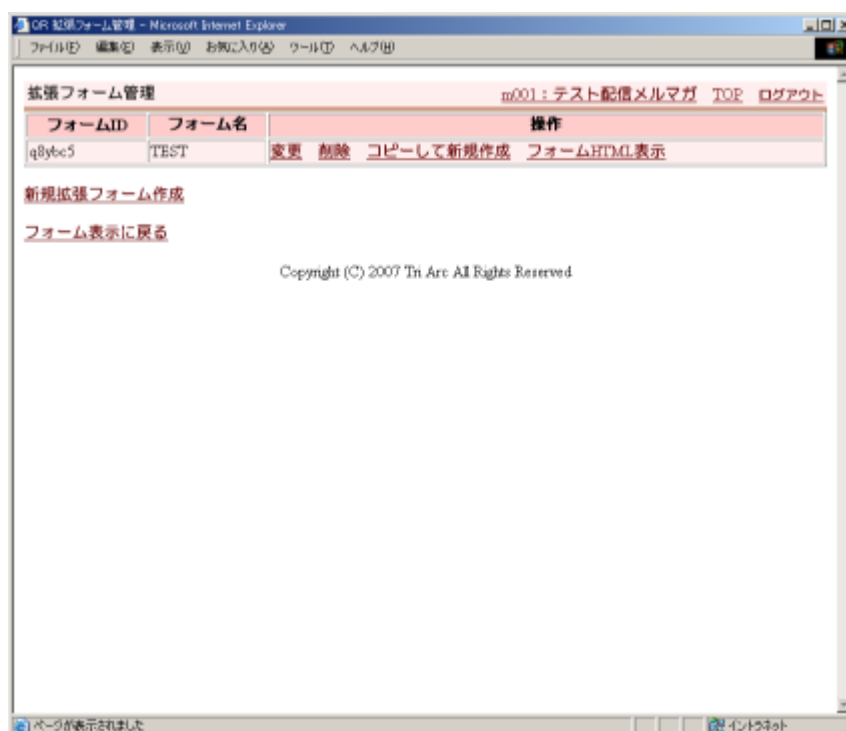 QR 拡張フォーム管理 - Microsoft Internet Explorer
ファイル(F) 編集(E) 表示(V) お気に入り(A) ツール(T) ヘルプ(H)
拡張フォーム管理 m001：テスト配信メルマガ TOP ログアウト
フォームID フォーム名 操作
q8ybc5 TEST 変更 削除 コピーして新規作成 フォームHTML表示
新規拡張フォーム作成
フォーム表示に戻る
Copyright (C) 2007 Tri Arc All Rights Reserved
ページが表示されました イントラネット